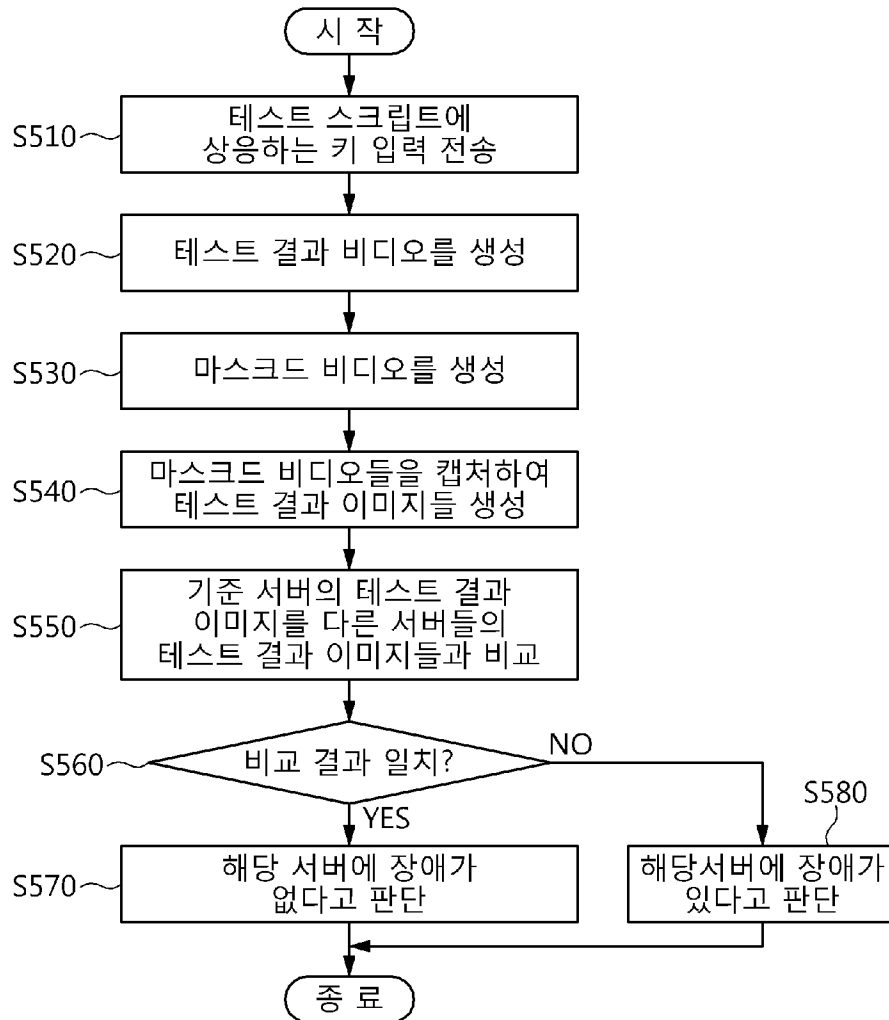 시 작
S510
테스트 스크립트에
상응하는 키 입력 전송
S520
테스트 결과 비디오를 생성
S530
마스크드 비디오를 생성
S540
마스크드 비디오들을 캡처하여
테스트 결과 이미지들 생성
S550
기준 서버의 테스트 결과
이미지를 다른 서버들의
테스트 결과 이미지들과 비교
S560
비교 결과 일치?
NO
YES
S580
S570
해당 서버에 장애가
없다고 판단
해당서버에 장애가
있다고 판단
종 료